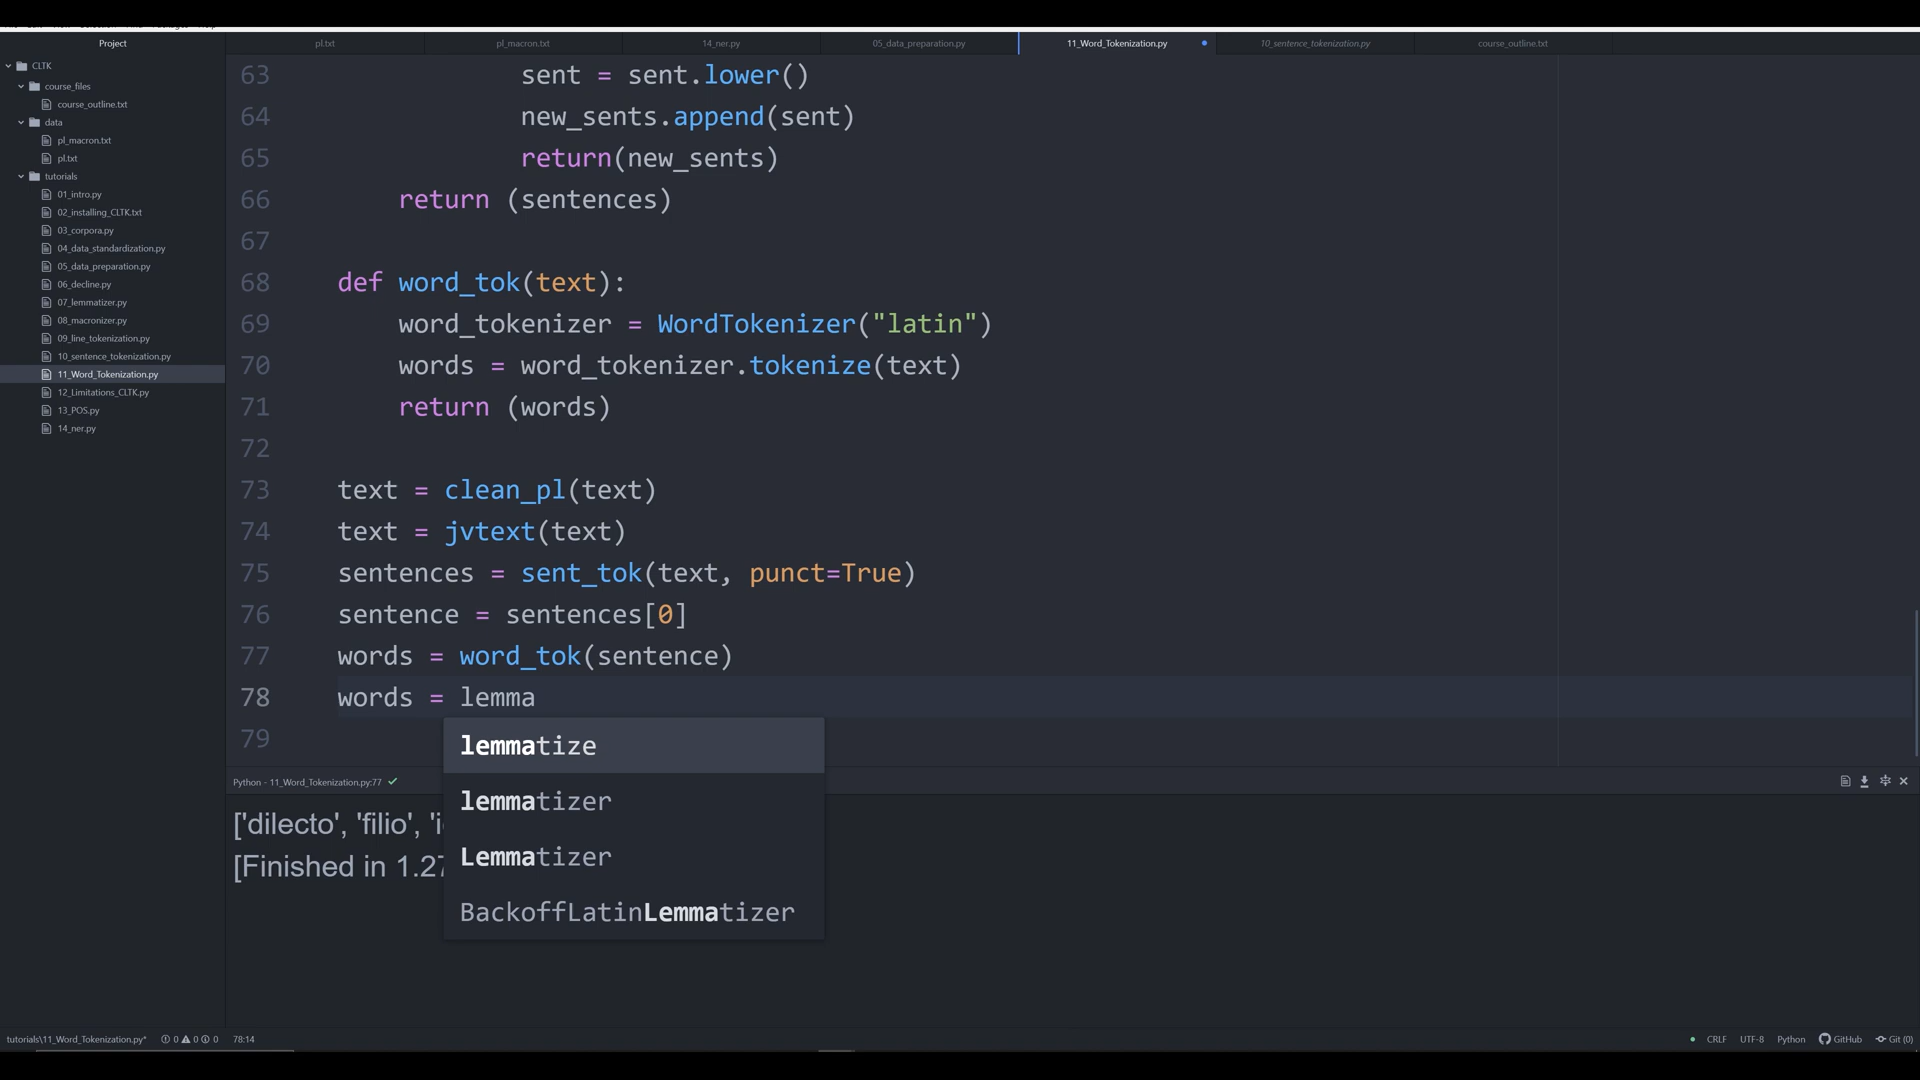 Project
pl.txt
pl_macron.txt
14_ner.py
05_data_preparation.py
11_Word_Tokenization.py
10_sentence_tokenization.py
course_outline.txt
CLTK
course_files
course_outline.txt
data
pl_macron.txt
pl.txt
tutorials
01_intro.py
02_installing_CLTK.txt
03_corpora.py
04_data_standardization.py
05_data_preparation.py
06_decline.py
07_lemmatizer.py
08_macronizer.py
09_line_tokenization.py
10_sentence_tokenization.py
11_Word_Tokenization.py
12_Limitations_CLTK.py
13_POS.py
14_ner.py
63 sent = sent.lower()
64 new_sents.append(sent)
65 return(new_sents)
66 return (sentences)
67
68 def word_tok(text):
69 word_tokenizer = WordTokenizer("latin")
70 words = word_tokenizer.tokenize(text)
71 return (words)
72
73 text = clean_pl(text)
74 text = jvtext(text)
75 sentences = sent_tok(text, punct=True)
76 sentence = sentences[0]
77 words = word_tok(sentence)
78 words = lemma
79
lemmatize
lemmatizer
Lemmatizer
BackoffLatinLemmatizer
Python - 11_Word_Tokenization.py:77
['dilecto', 'filio',
[Finished in 1.27
tutorials\11_Word_Tokenization.py* 0 0 0 78:14
CRLF UTF-8 Python GitHub Git (0)